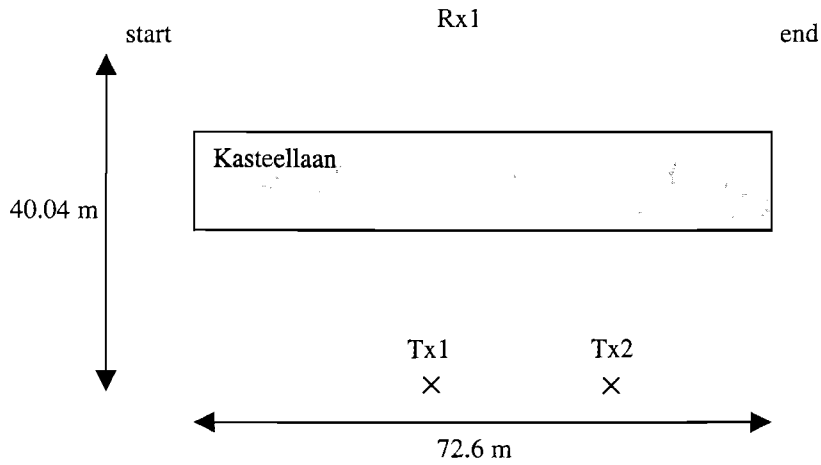 Rx1
start
end
Kasteellaan
40.04 m
Tx1
Tx2
72.6 m